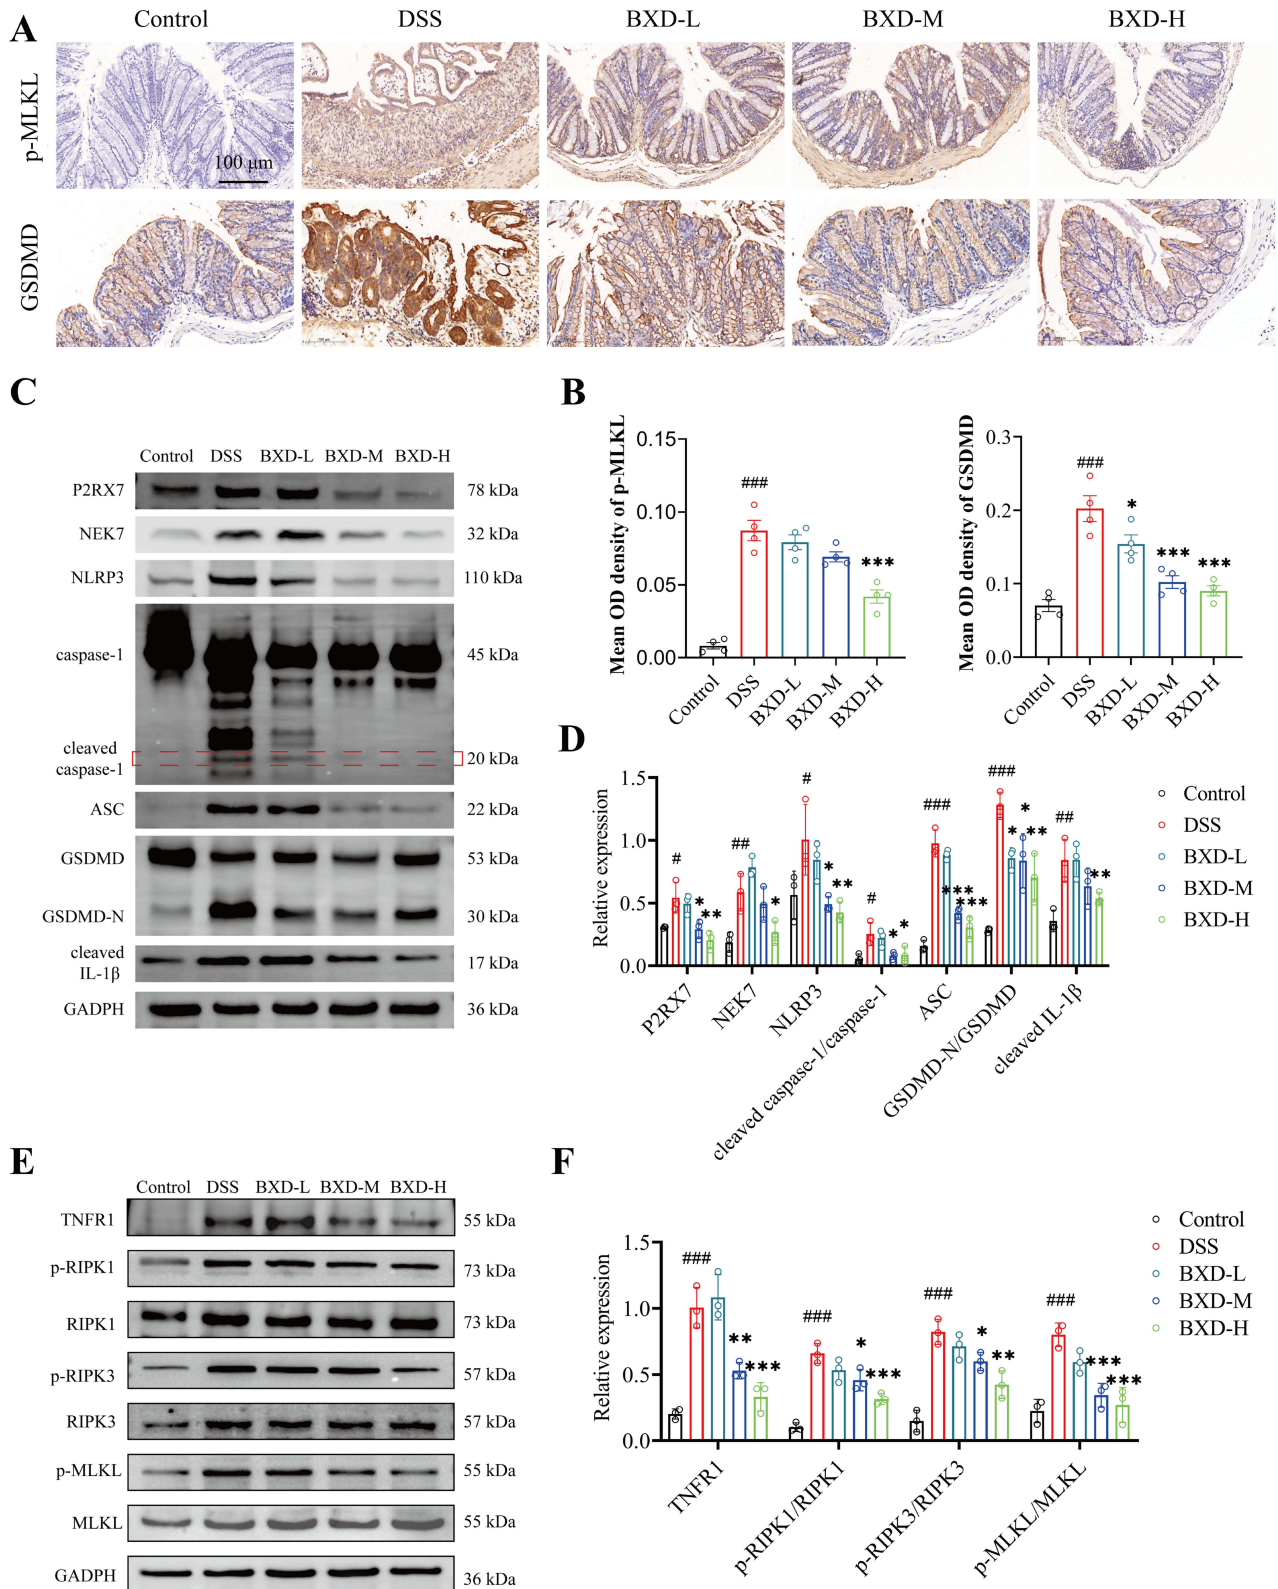 A
Control DSS BXD-L BXD-M BXD-H
p-MLKL
100 μm
GSDMD
C
Control DSS BXD-L BXD-M BXD-H
P2RX7 78 kDa
NEK7 32 kDa
NLRP3 110 kDa
caspase-1 45 kDa
cleaved
caspase-1 20 kDa
ASC 22 kDa
GSDMD 53 kDa
GSDMD-N 30 kDa
cleaved
IL-1β 17 kDa
GADPH 36 kDa
B
Mean OD density of p-MLKL
0.15
0.10
0.05
0.00
###
***
Control DSS BXD-L BXD-M BXD-H
Mean OD density of GSDMD
0.3
0.2
0.1
0.0
###
*
***
***
Control DSS BXD-L BXD-M BXD-H
D
Relative expression
1.5
1.0
0.5
0.0
# * **
## *
# * **
# * *
### *** ***
### * * **
## **
P2RX7 NEK7 NLRP3 cleaved caspase-1/caspase-1 ASC GSDMD-N/GSDMD cleaved IL-1β
Control
DSS
BXD-L
BXD-M
BXD-H
E
Control DSS BXD-L BXD-M BXD-H
TNFR1 55 kDa
p-RIPK1 73 kDa
RIPK1 73 kDa
p-RIPK3 57 kDa
RIPK3 57 kDa
p-MLKL 55 kDa
MLKL 55 kDa
GADPH 36 kDa
F
Relative expression
1.5
1.0
0.5
0.0
### ** ***
### * ***
### * **
### *** ***
TNFR1 p-RIPK1/RIPK1 p-RIPK3/RIPK3 p-MLKL/MLKL
Control
DSS
BXD-L
BXD-M
BXD-H